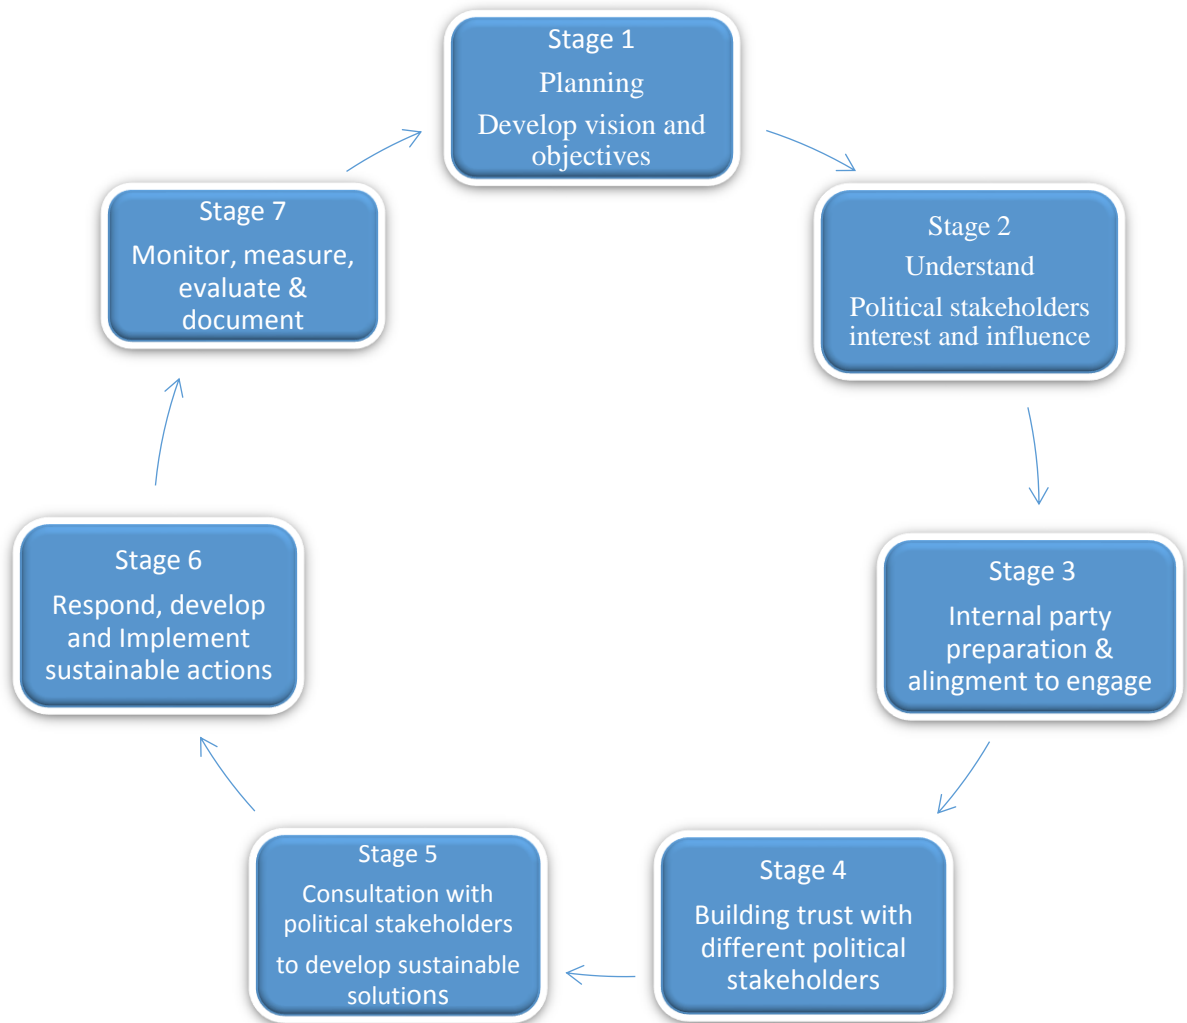 Stage 1
Planning
Develop vision and
objectives
Stage 2
Understand
Political stakeholders
interest and influence
Stage 3
Internal party
preparation &
alingment to engage
Stage 4
Building trust with
different political
stakeholders
Stage 5
Consultation with
political stakeholders
to develop sustainable
solutions
Stage 6
Respond, develop
and Implement
sustainable actions
Stage 7
Monitor, measure,
evaluate &
document